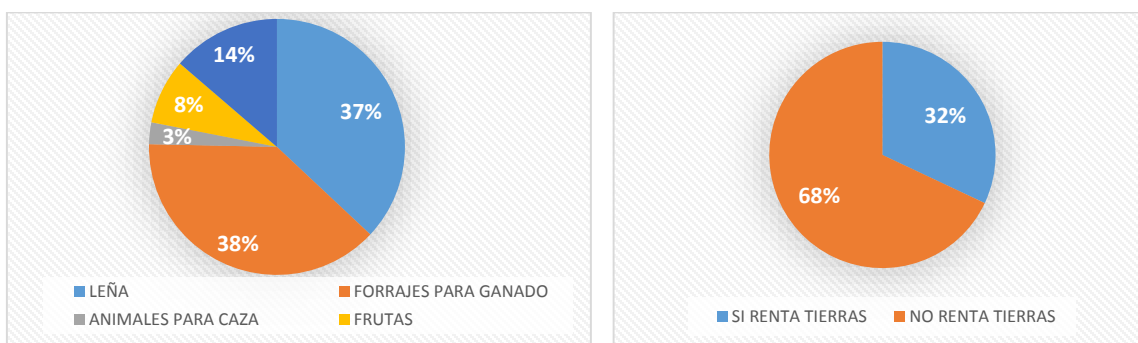 14%
37%
8%
3%
38%
LEÑA
FORRAJES PARA GANADO
ANIMALES PARA CAZA
FRUTAS
32%
68%
SI RENTA TIERRAS
NO RENTA TIERRAS